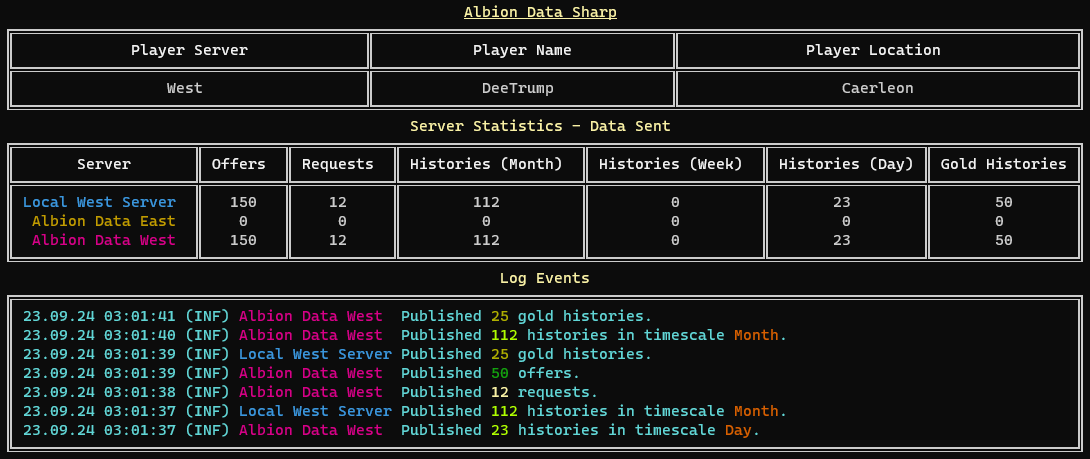 Albion Data Sharp
Player Server Player Name Player Location
West DeeTrump Caerleon
Server Statistics - Data Sent
Server Offers Requests Histories (Month) Histories (Week) Histories (Day) Gold Histories
Local West Server 150 12 112 0 23 50
Albion Data East 0 0 0 0 0 0
Albion Data West 150 12 112 0 23 50
Log Events
23.09.24 03:01:41 (INF) Albion Data West Published 25 gold histories.
23.09.24 03:01:40 (INF) Albion Data West Published 112 histories in timescale Month.
23.09.24 03:01:39 (INF) Local West Server Published 25 gold histories.
23.09.24 03:01:39 (INF) Albion Data West Published 50 offers.
23.09.24 03:01:38 (INF) Albion Data West Published 12 requests.
23.09.24 03:01:37 (INF) Local West Server Published 112 histories in timescale Month.
23.09.24 03:01:37 (INF) Albion Data West Published 23 histories in timescale Day.